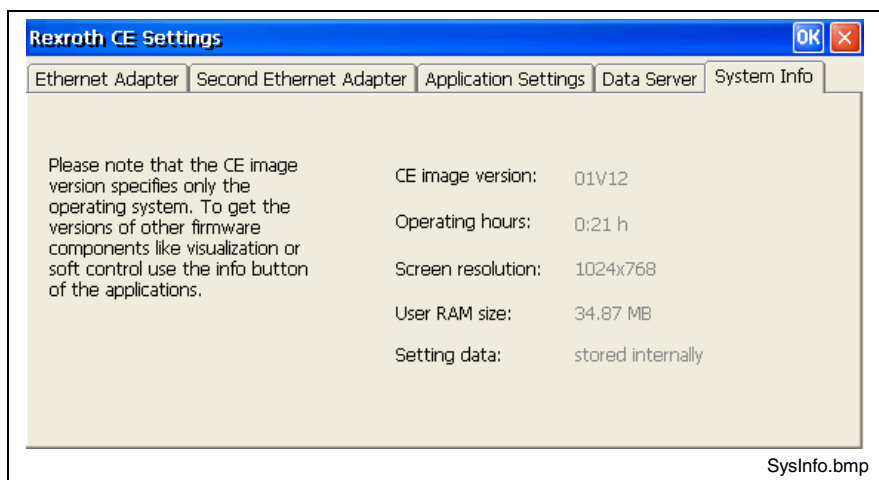 Rexroth CE Settings
OK
Ethernet Adapter
Second Ethernet Adapter
Application Settings
Data Server
System Info
Please note that the CE image
version specifies only the
operating system. To get the
versions of other firmware
components like visualization or
soft control use the info button
of the applications.
CE image version: 01V12
Operating hours: 0:21 h
Screen resolution: 1024x768
User RAM size: 34.87 MB
Setting data: stored internally
SysInfo.bmp